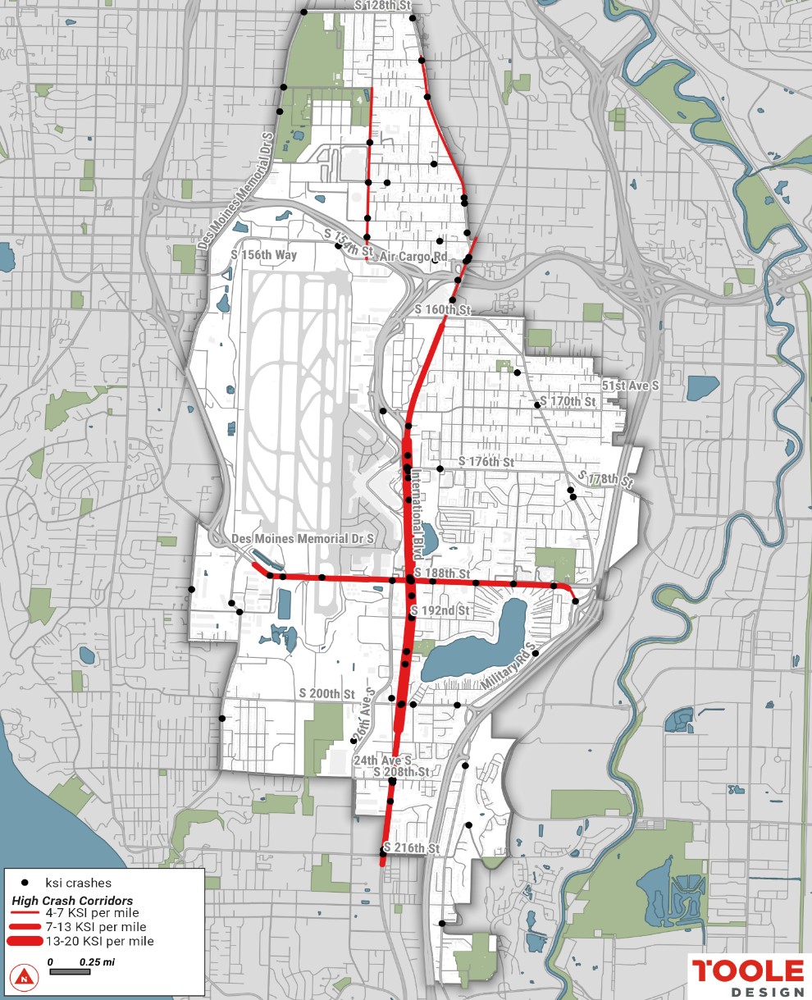 S 128th St
Des Moines Memorial Dr S
S 154th St
S 156th Way
Air Cargo Rd
S 160th St
51st Ave S
S 170th St
S 176th St
S 178th St
International Blvd
Des Moines Memorial Dr S
S 188th St
S 192nd St
Military Rd S
S 200th St
26th Ave S
24th Ave S
S 208th St
S 216th St
ksi crashes
High Crash Corridors
4-7 KSI per mile
7-13 KSI per mile
13-20 KSI per mile
0 0.25 mi
N
TOOLE
DESIGN